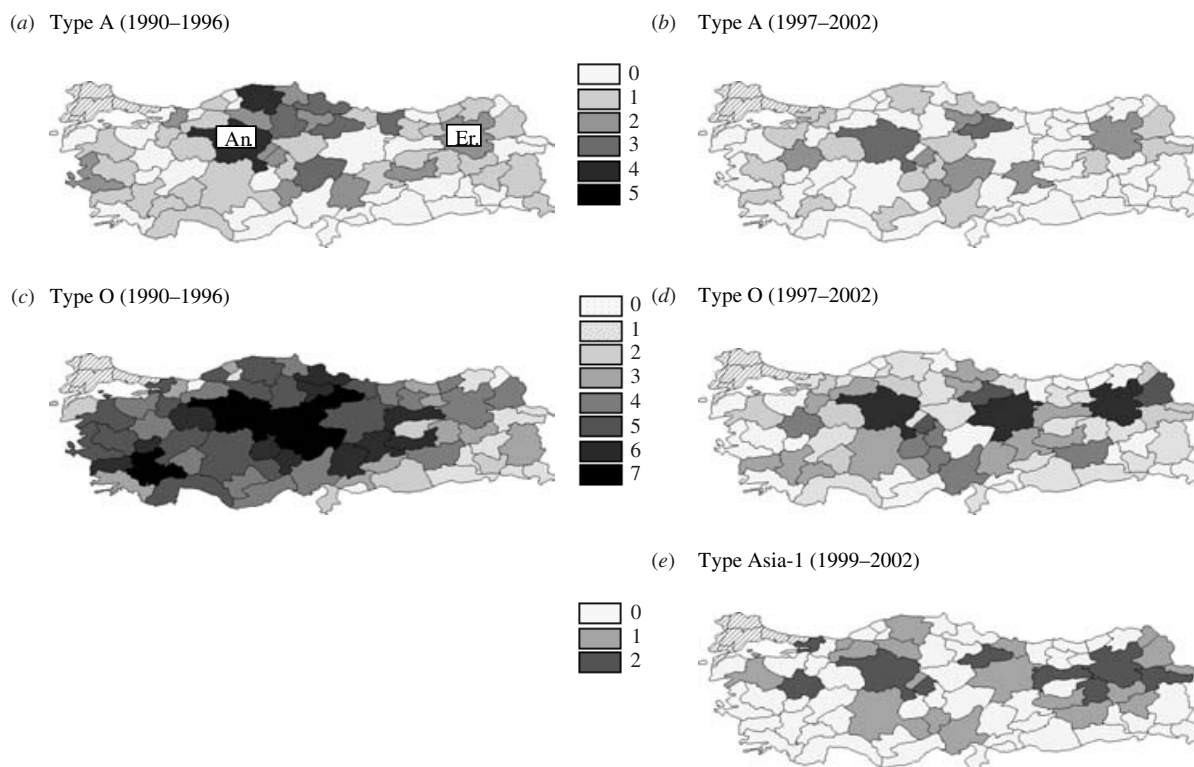 (a) Type A (1990–1996)
(b) Type A (1997–2002)
An.
Er.
0
1
2
3
4
5
(c) Type O (1990–1996)
(d) Type O (1997–2002)
0
1
2
3
4
5
6
7
(e) Type Asia-1 (1999–2002)
0
1
2